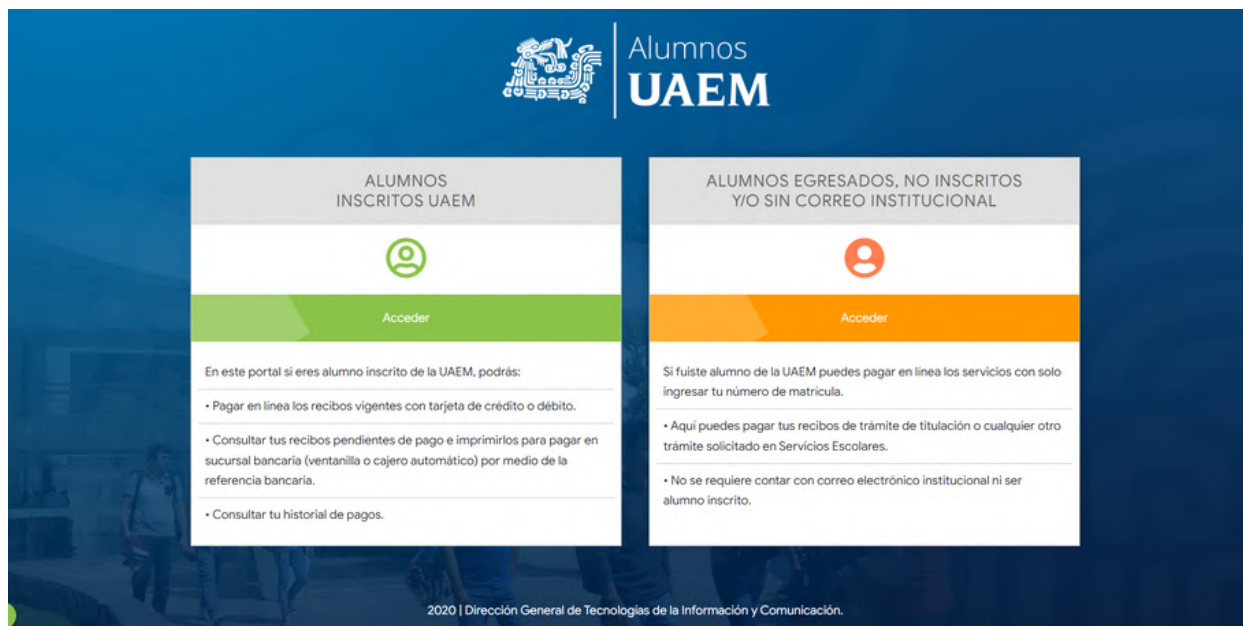 Alumnos
UAEM
ALUMNOS
INSCRITOS UAEM
Acceder
En este portal si eres alumno inscrito de la UAEM, podrás:
• Pagar en línea los recibos vigentes con tarjeta de crédito o débito.
• Consultar tus recibos pendientes de pago e imprimirlos para pagar en
sucursal bancaria (ventanilla o cajero automático) por medio de la
referencia bancaria.
• Consultar tu historial de pagos.
ALUMNOS EGRESADOS, NO INSCRITOS
Y/O SIN CORREO INSTITUCIONAL
Acceder
Si fuiste alumno de la UAEM puedes pagar en línea los servicios con solo
ingresar tu número de matrícula.
• Aquí puedes pagar tus recibos de trámite de titulación o cualquier otro
trámite solicitado en Servicios Escolares.
• No se requiere contar con correo electrónico institucional ni ser
alumno inscrito.
2020 | Dirección General de Tecnologías de la Información y Comunicación.